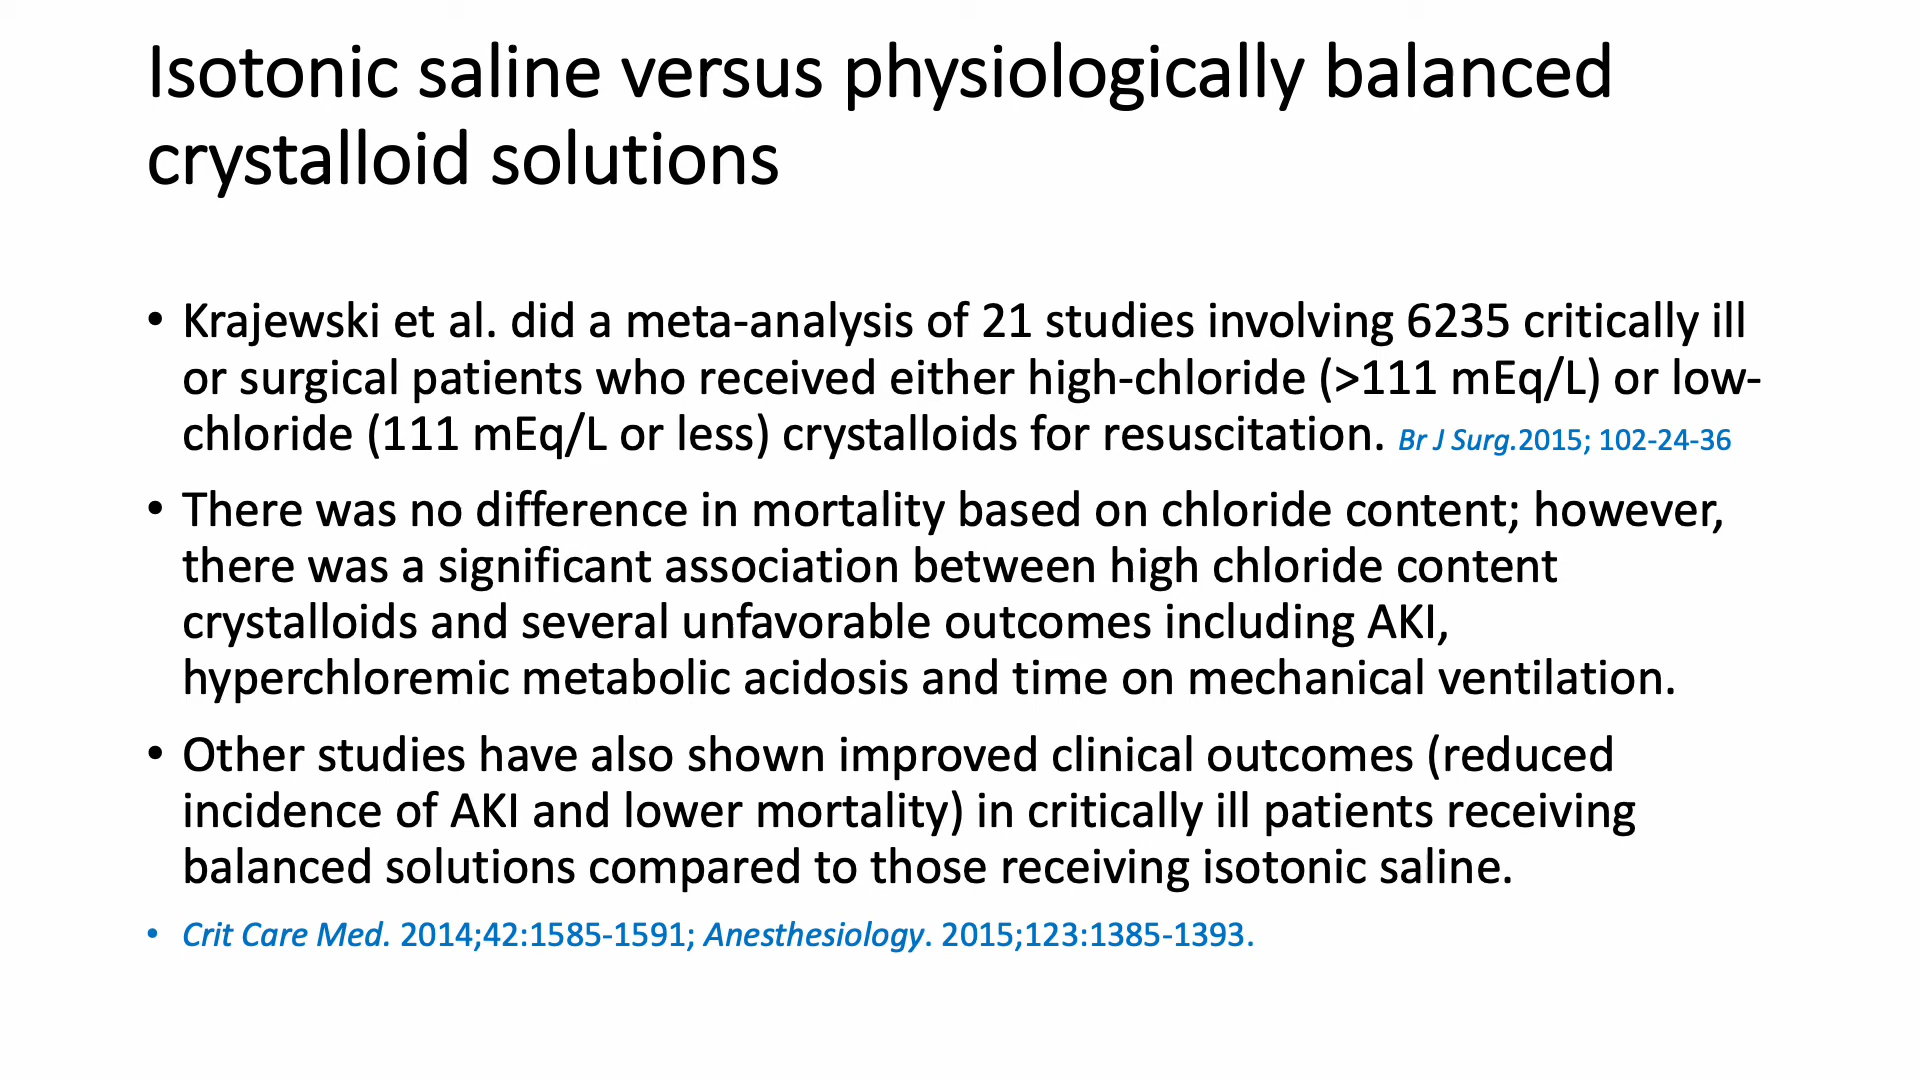 Isotonic saline versus physiologically balanced
crystalloid solutions
• Krajewski et al. did a meta-analysis of 21 studies involving 6235 critically ill
or surgical patients who received either high-chloride (>111 mEq/L) or low-
chloride (111 mEq/L or less) crystalloids for resuscitation. Br J Surg.2015; 102-24-36
• There was no difference in mortality based on chloride content; however,
there was a significant association between high chloride content
crystalloids and several unfavorable outcomes including AKI,
hyperchloremic metabolic acidosis and time on mechanical ventilation.
• Other studies have also shown improved clinical outcomes (reduced
incidence of AKI and lower mortality) in critically ill patients receiving
balanced solutions compared to those receiving isotonic saline.
• Crit Care Med. 2014;42:1585-1591; Anesthesiology. 2015;123:1385-1393.